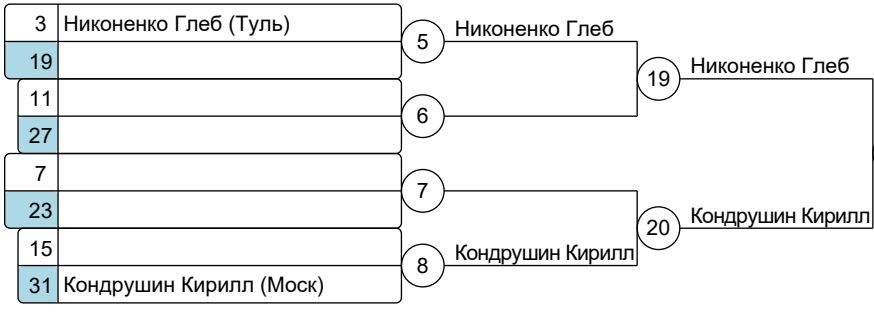 3 Никоненко Глеб (Туль)
5 Никоненко Глеб
19
19 Никоненко Глеб
11
6
27
7
7
23
20 Кондрушин Кирилл
15
8 Кондрушин Кирилл
31 Кондрушин Кирилл (Моск)